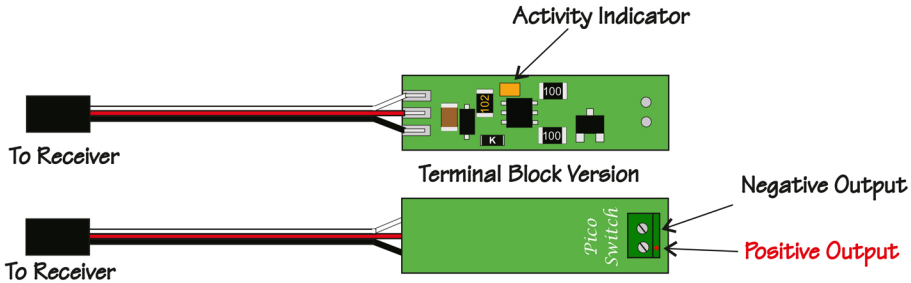 Activity Indicator
102
100
100
K
To Receiver
Terminal Block Version
Negative Output
Pico
Switch
Positive Output
To Receiver